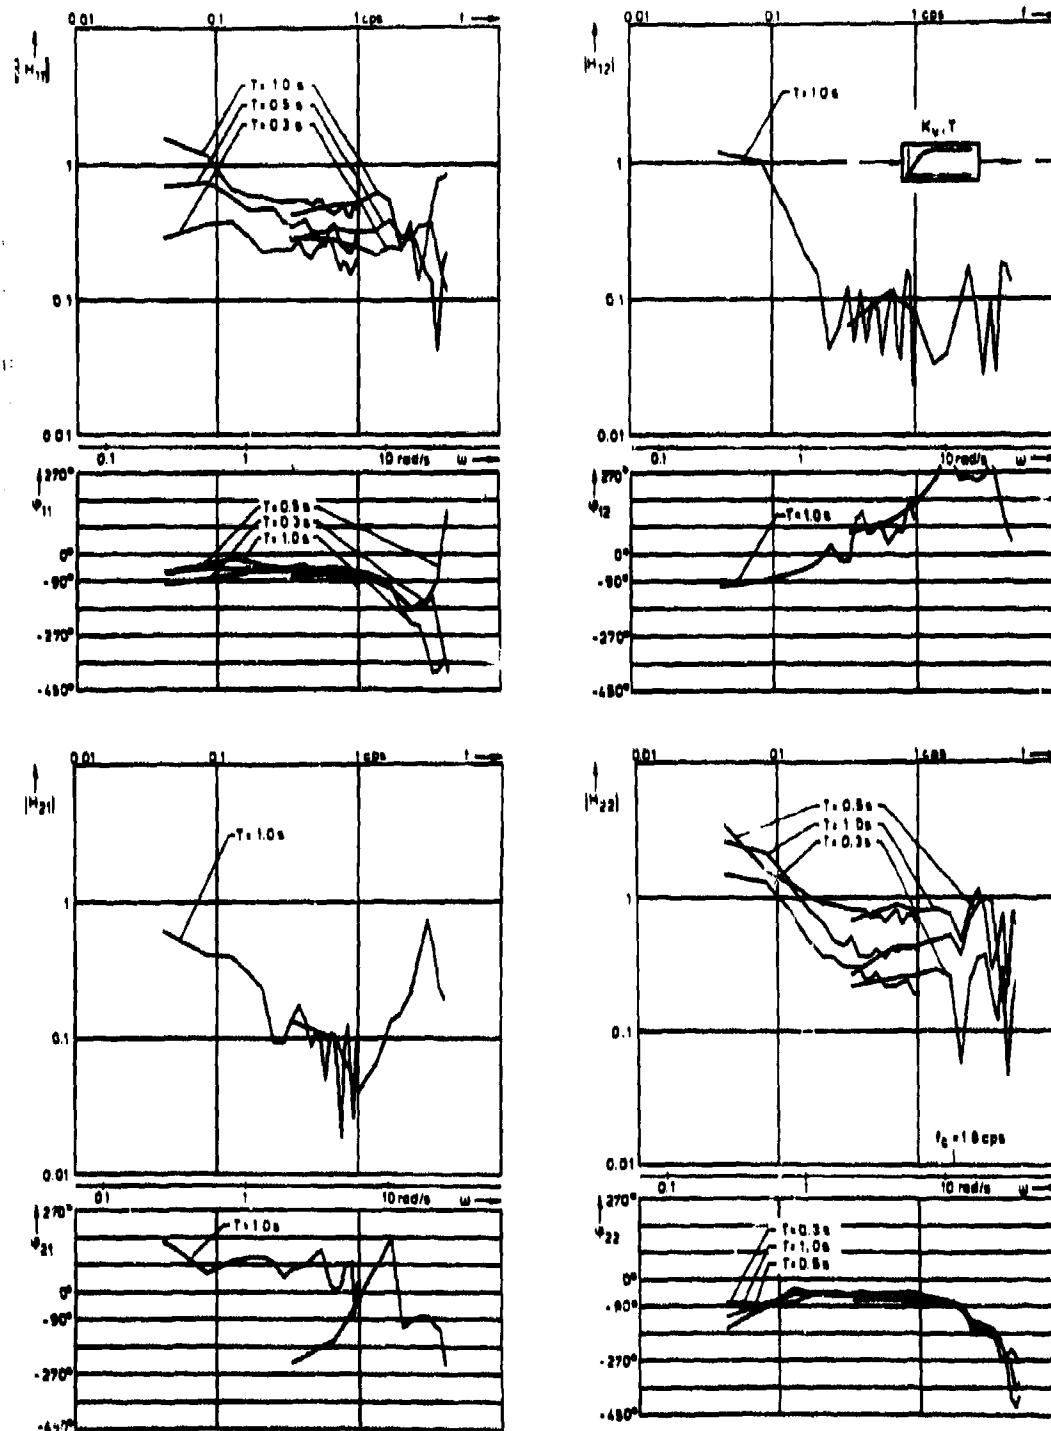 0.01 0.1 1 cps f
|H11|
T= 1.0 s
T= 0.5 s
T= 0.3 s
1
0.1
0.01
0.1 1 10 rad/s ω
270°
φ11
T= 0.5 s
T= 0.3 s
T= 1.0 s
0°
-90°
-270°
-450°
0.01 0.1 1 cps f
|H12|
T= 1.0 s
K
T
1
0.1
0.01
0.1 1 10 rad/s ω
270°
φ12
T= 1.0 s
0°
-90°
-270°
-450°
0.01 0.1 1 cps f
|H21|
T= 1.0 s
1
0.1
0.01
0.1 1 10 rad/s ω
270°
φ21
T= 1.0 s
0°
-90°
-270°
0.01 0.1 1 cps f
|H22|
T= 0.5 s
T= 1.0 s
T= 0.3 s
1
0.1
= 1.8 cps
0.01
0.1 1 10 rad/s ω
270°
φ22
T= 0.3 s
T= 1.0 s
T= 0.5 s
0°
-90°
-270°
-450°